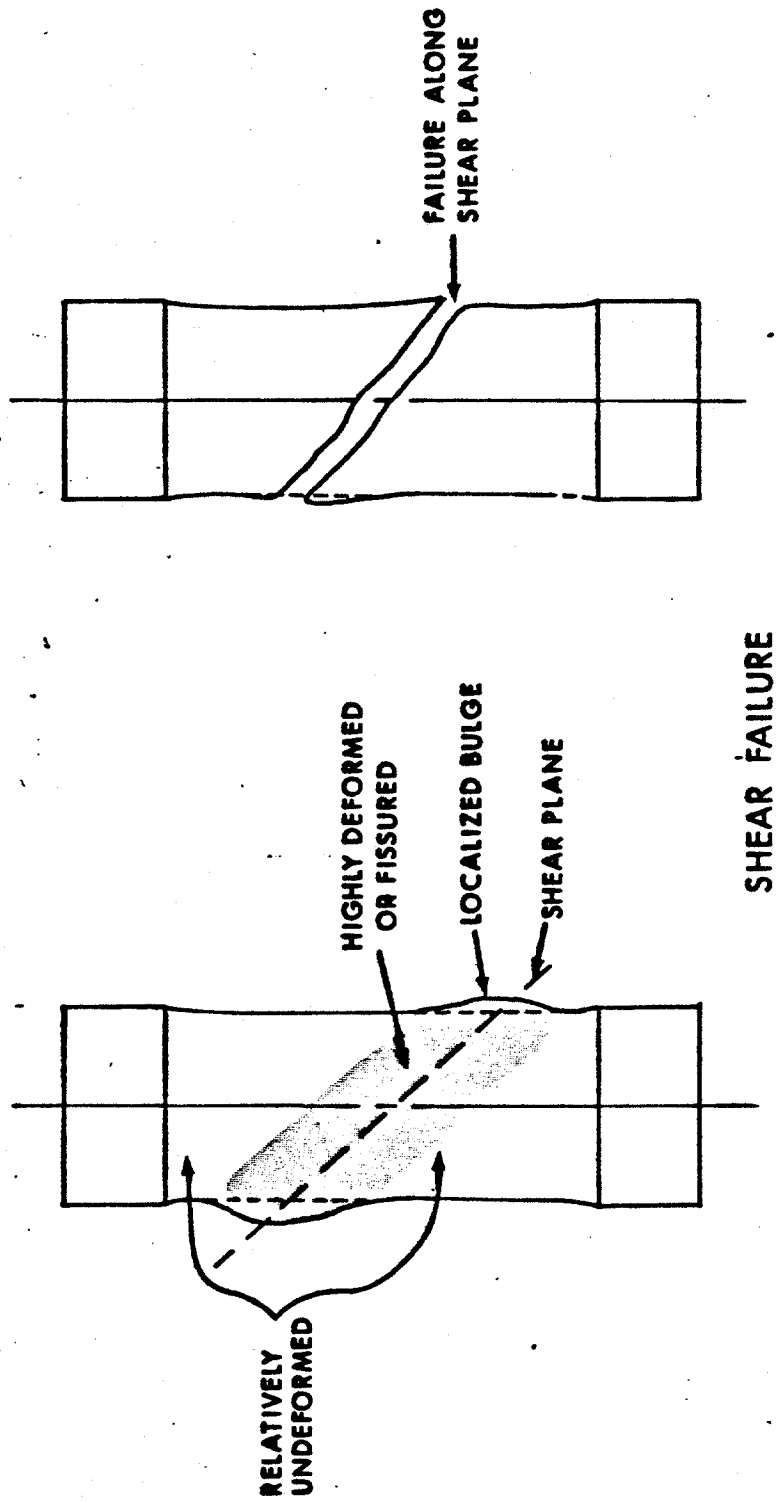 RELATIVELY
UNDEFORMED
HIGHLY DEFORMED
OR FISSURED
LOCALIZED BULGE
SHEAR PLANE
FAILURE ALONG
SHEAR PLANE
SHEAR FAILURE